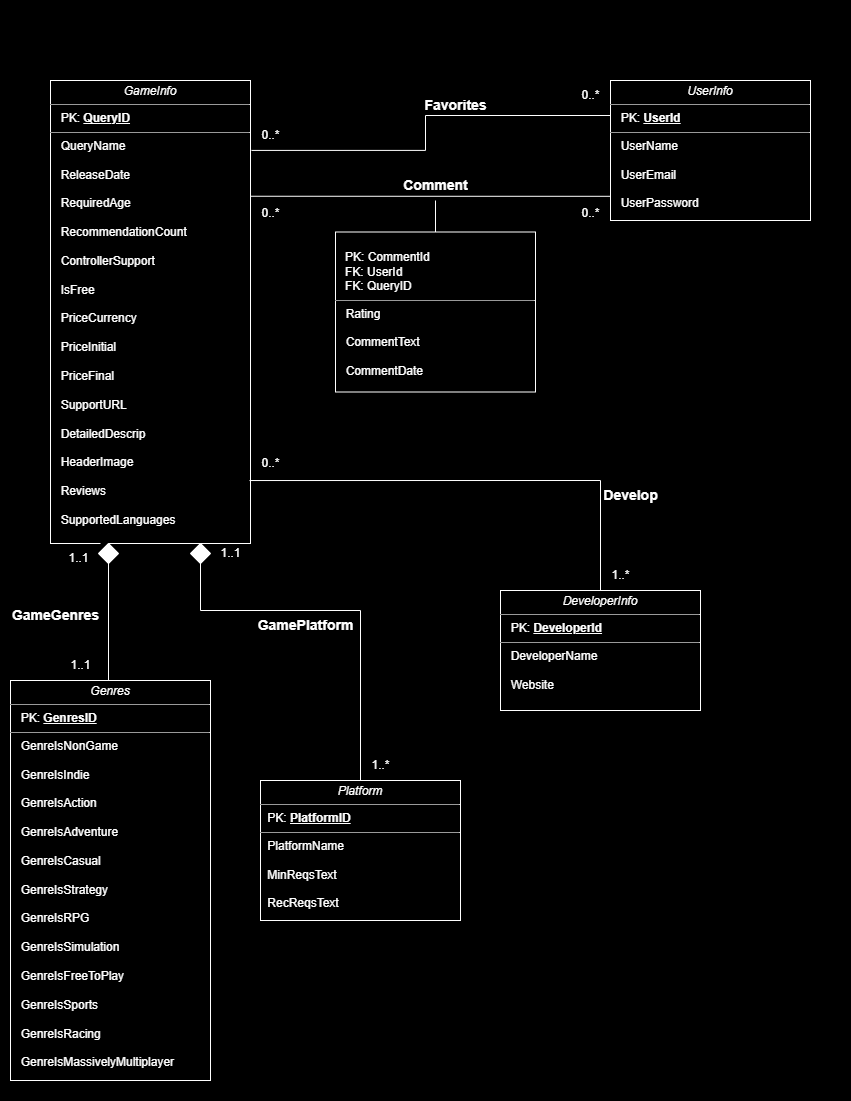 GameInfo
PK: QueryID
QueryName
ReleaseDate
RequiredAge
RecommendationCount
ControllerSupport
IsFree
PriceCurrency
PriceInitial
PriceFinal
SupportURL
DetailedDescrip
HeaderImage
Reviews
SupportedLanguages
Favorites
0..*
0..*
UserInfo
PK: UserId
UserName
UserEmail
UserPassword
Comment
0..*
0..*
PK: CommentId
FK: UserId
FK: QueryID
Rating
CommentText
CommentDate
0..*
Develop
1..*
DeveloperInfo
PK: DeveloperId
DeveloperName
Website
1..1
GameGenres
1..1
Genres
PK: GenresID
GenreIsNonGame
GenreIsIndie
GenreIsAction
GenreIsAdventure
GenreIsCasual
GenreIsStrategy
GenreIsRPG
GenreIsSimulation
GenreIsFreeToPlay
GenreIsSports
GenreIsRacing
GenreIsMassivelyMultiplayer
1..1
GamePlatform
1..*
Platform
PK: PlatformID
PlatformName
MinReqsText
RecReqsText